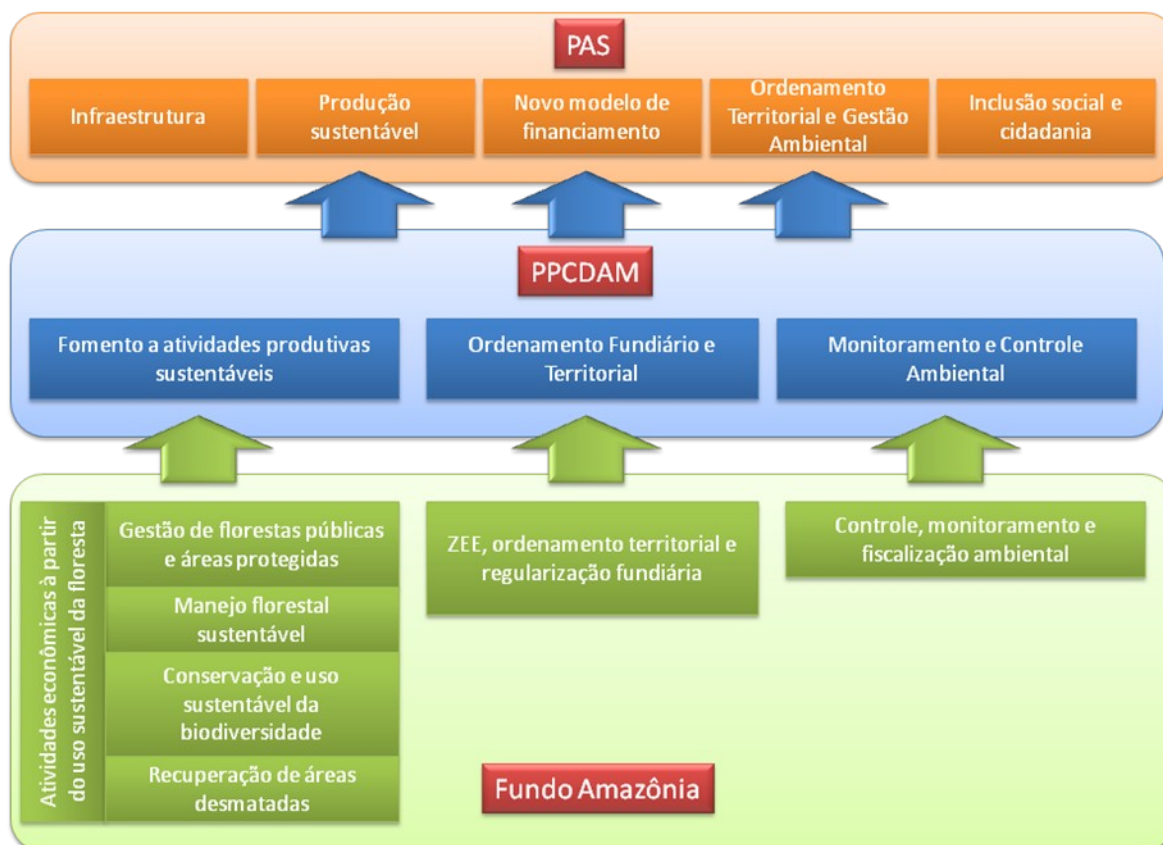 PAS
Infraestrutura
Produção
sustentável
Novo modelo de
financiamento
Ordenamento
Territorial e Gestão
Ambiental
Inclusão social e
cidadania
PPCDAM
Fomento a atividades produtivas
sustentáveis
Ordenamento Fundiário e
Territorial
Monitoramento e Controle
Ambiental
Atividades econômicas à partir
do uso sustentável da floresta
Gestão de florestas públicas
e áreas protegidas
Manejo florestal
sustentável
Conservação e uso
sustentável da
biodiversidade
Recuperação de áreas
desmatadas
ZEE, ordenamento territorial e
regularização fundiária
Controle, monitoramento e
fiscalização ambiental
Fundo Amazônia